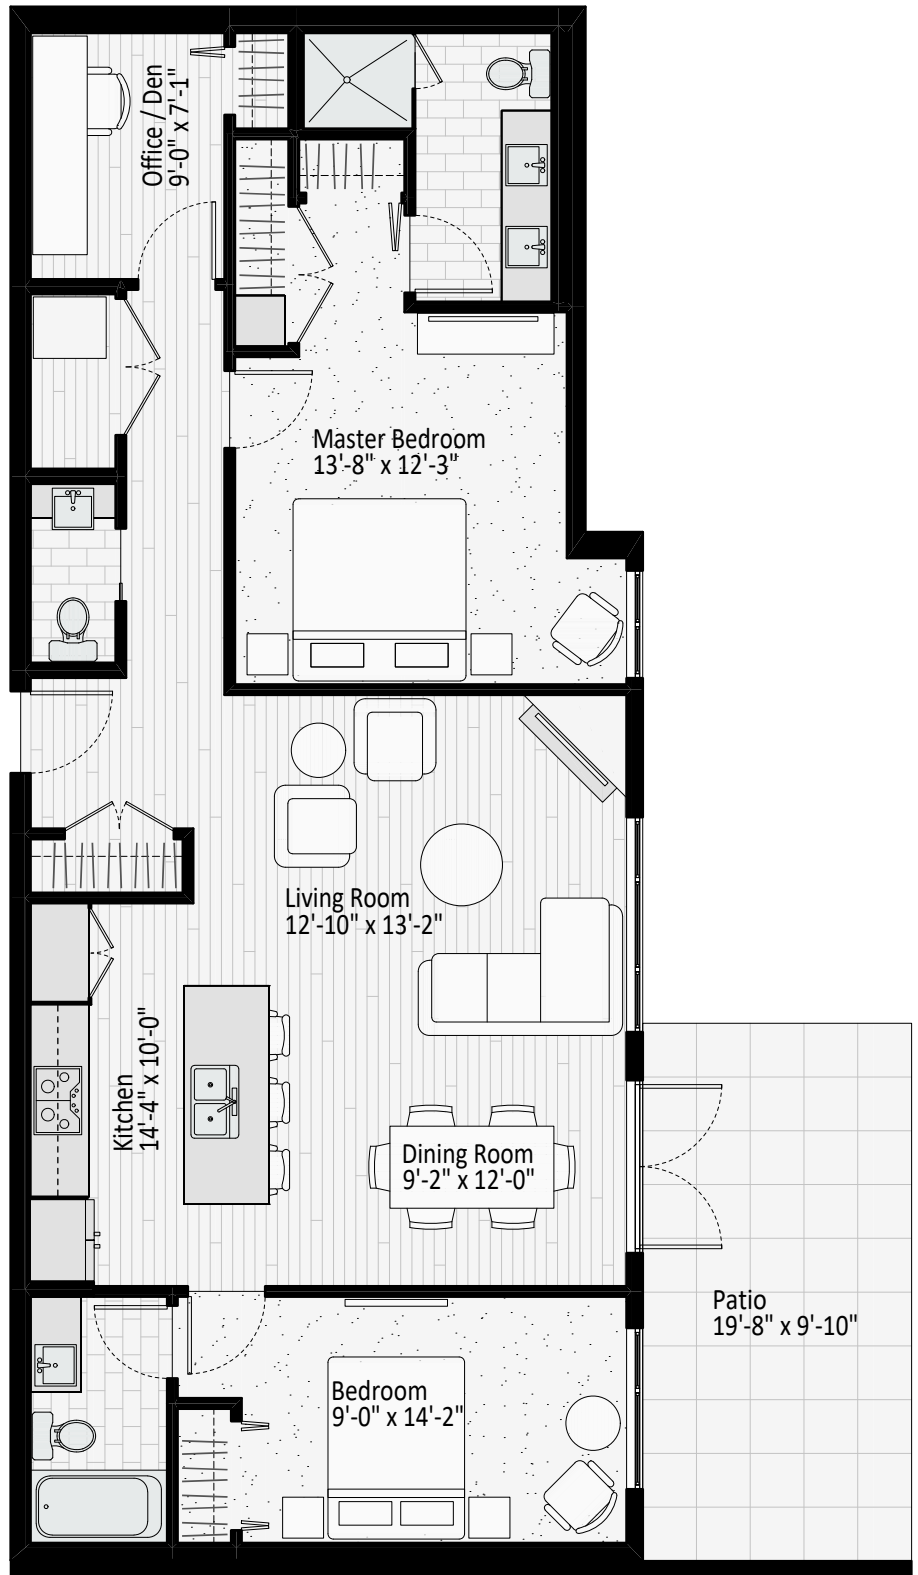 Office / Den
9'-0" x 7'-1"
Master Bedroom
13'-8" x 12'-3"
Living Room
12'-10" x 13'-2"
Kitchen
14'-4" x 10'-0"
Dining Room
9'-2" x 12'-0"
Patio
19'-8" x 9'-10"
Bedroom
9'-0" x 14'-2"